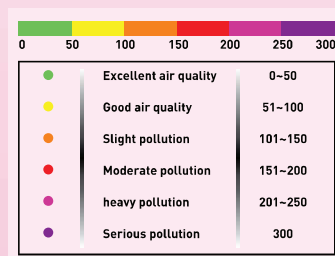 0 50 100 150 200 250 300
Excellent air quality 0~50
Good air quality 51~100
Slight pollution 101~150
Moderate pollution 151~200
heavy pollution 201~250
Serious pollution 300